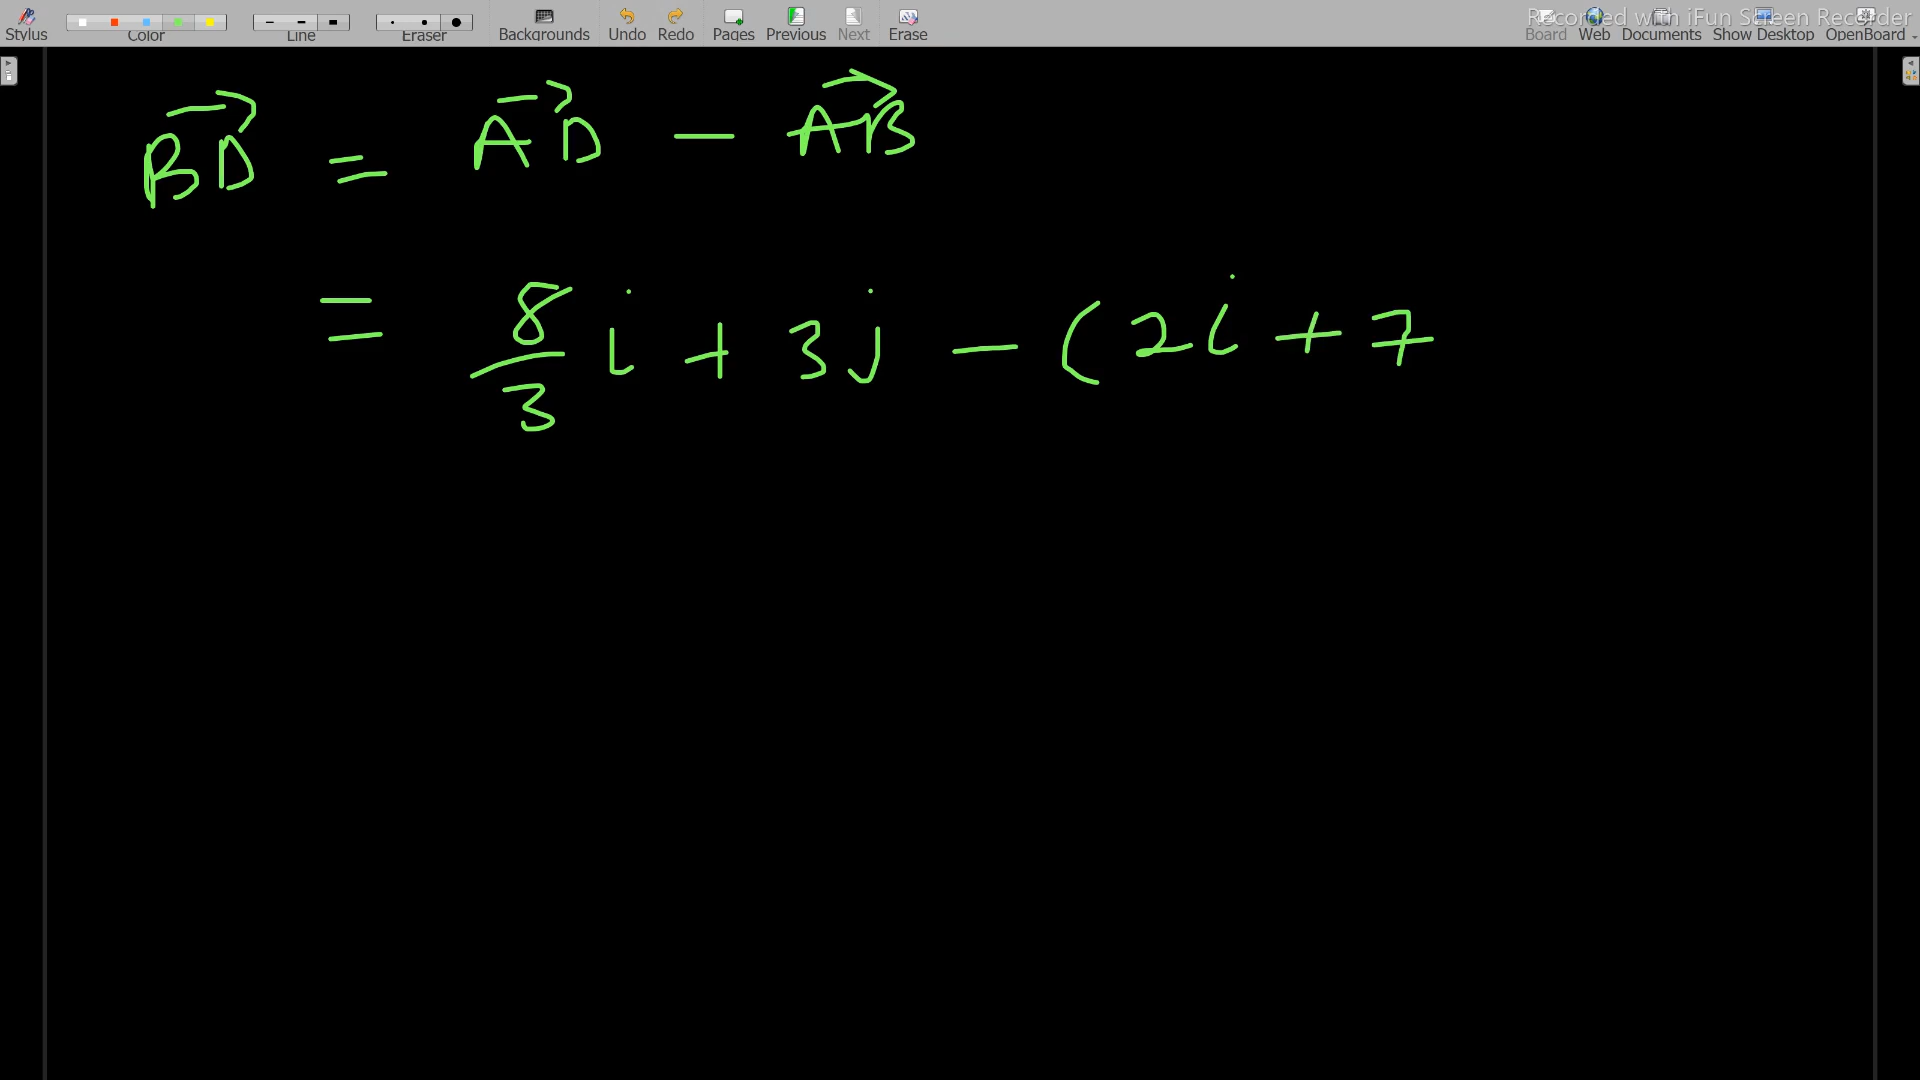 Recorded with iFun Screen Recorder
Stylus Color Line Eraser Backgrounds Undo Redo Pages Previous Next Erase Board Web Documents Show Desktop OpenBoard
BD = AD - AB
= 8/3 i + 3j - (2i + 7